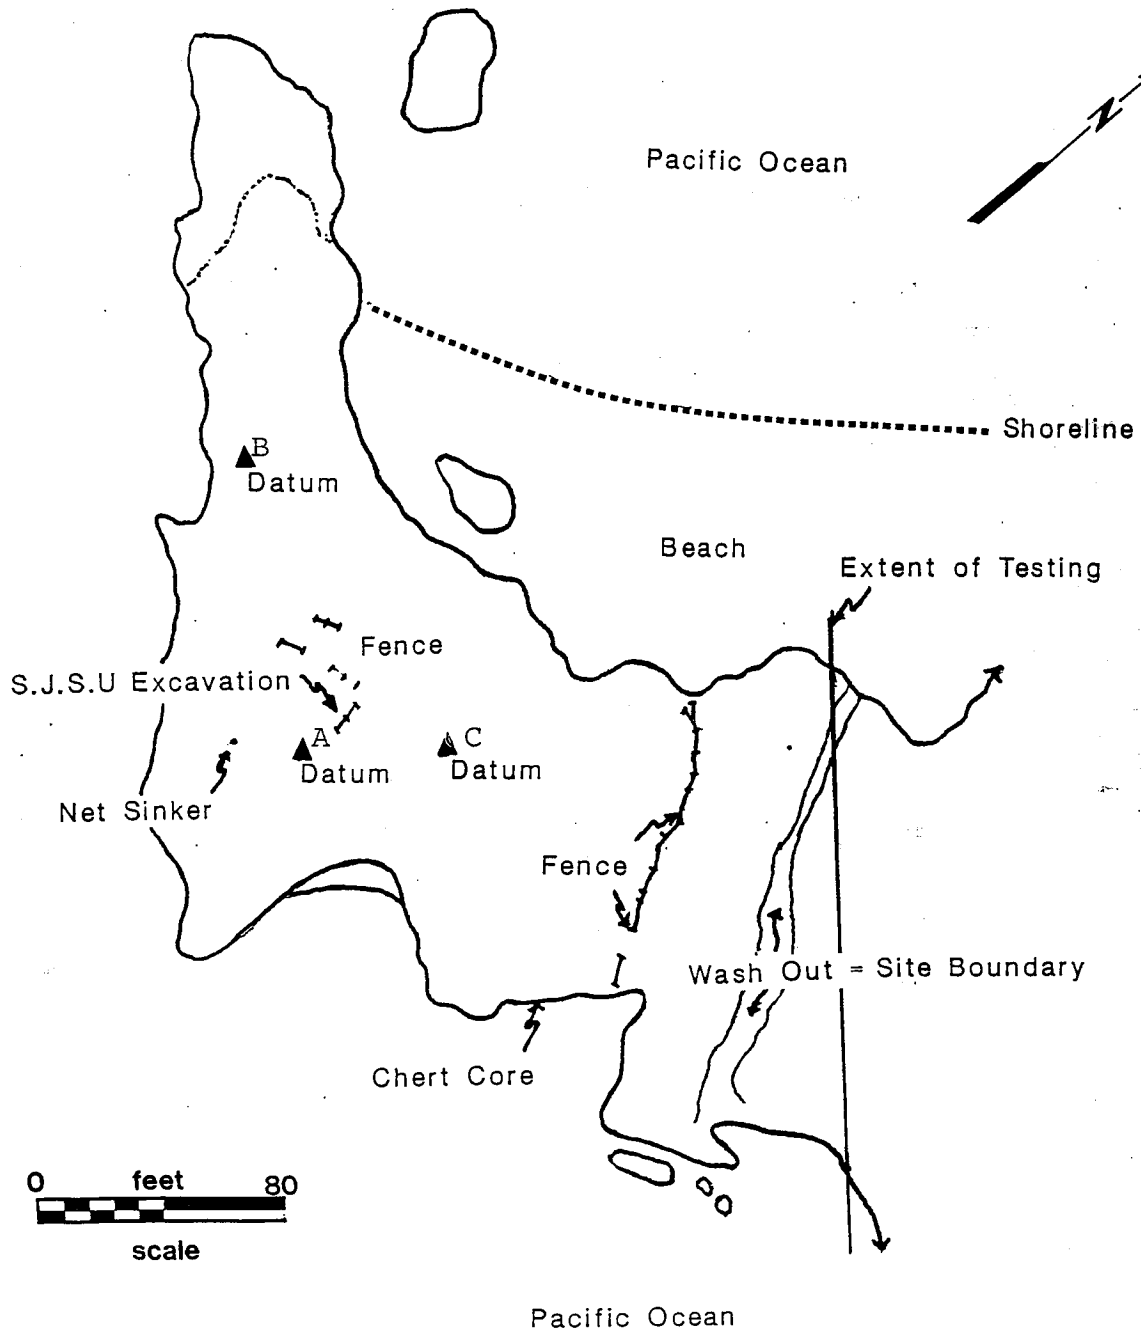 N
Pacific Ocean
Shoreline
B
Datum
Beach
Extent of Testing
Fence
S.J.S.U Excavation
A
Datum
C
Datum
Net Sinker
Fence
Wash Out = Site Boundary
Chert Core
0 feet 80
scale
Pacific Ocean